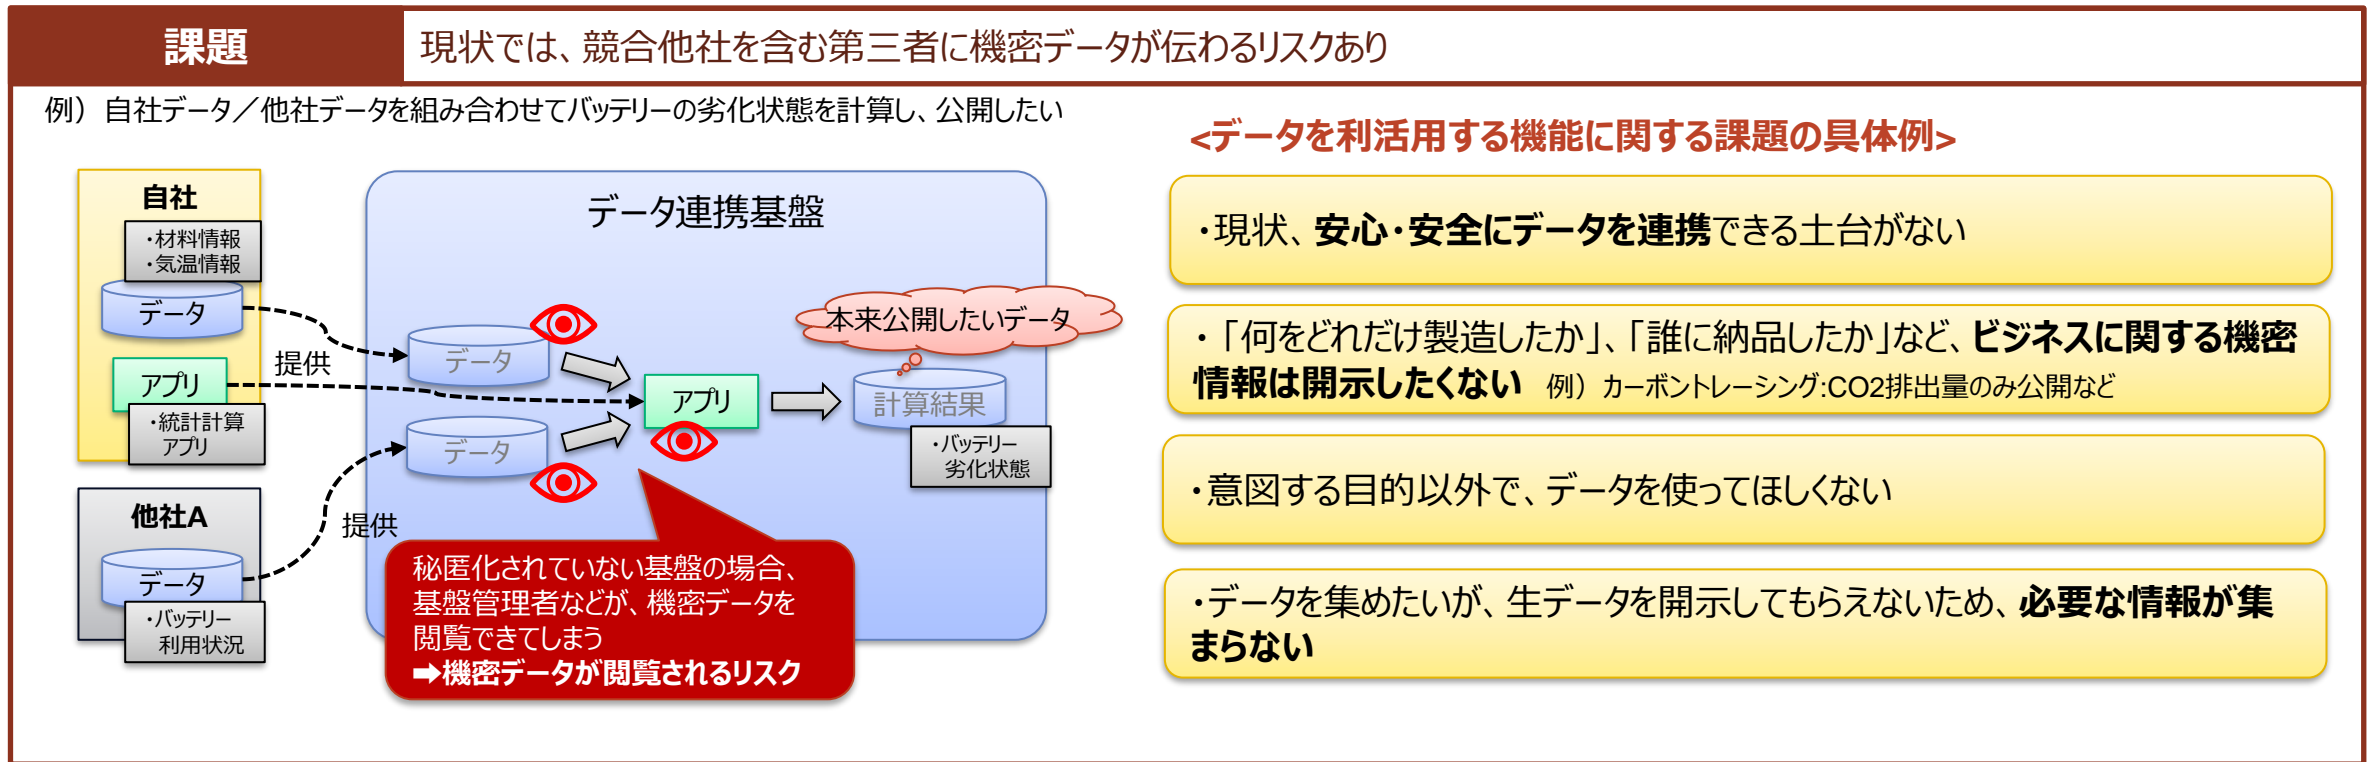 課題
現状では、競合他社を含む第三者に機密データが伝わるリスクあり
例）自社データ／他社データを組み合わせてバッテリーの劣化状態を計算し、公開したい
自社
・材料情報
・気温情報
データ
アプリ
・統計計算
アプリ
提供
他社A
データ
・バッテリー
利用状況
提供
データ連携基盤
データ
データ
アプリ
本来公開したいデータ
計算結果
・バッテリー
劣化状態
秘匿化されていない基盤の場合、
基盤管理者などが、機密データを
閲覧できてしまう
➡機密データが閲覧されるリスク
<データを利活用する機能に関する課題の具体例>
・現状、安心・安全にデータを連携できる土台がない
・「何をどれだけ製造したか」、「誰に納品したか」など、ビジネスに関する機密
情報は開示したくない 例）カーボントレーシング:CO2排出量のみ公開など
・意図する目的以外で、データを使ってほしくない
・データを集めたいが、生データを開示してもらえないため、必要な情報が集
まらない